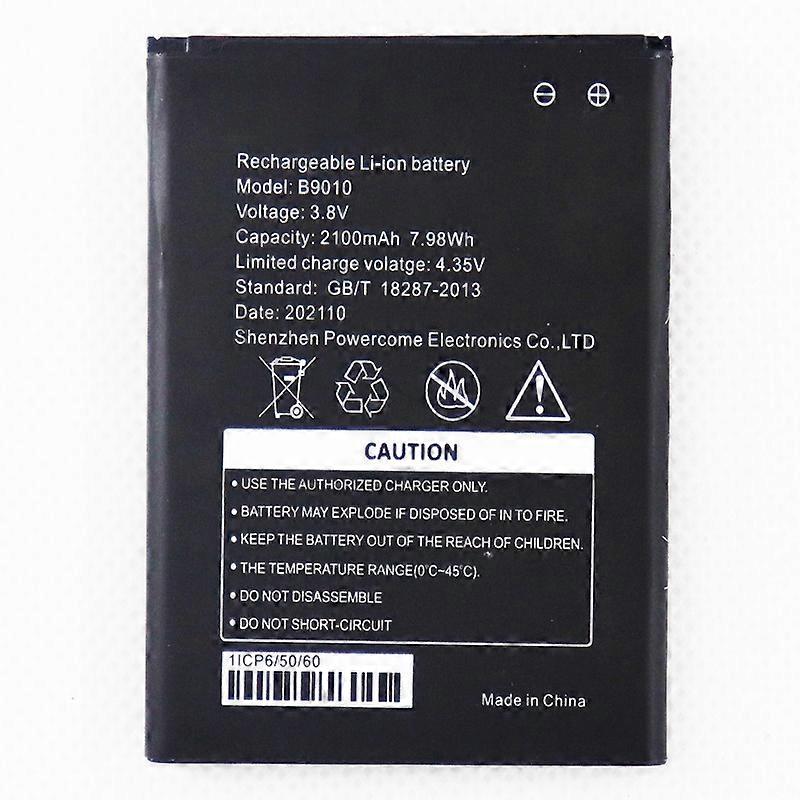 ⊖ ⊕
Rechargeable Li-ion battery
Model: B9010
Voltage: 3.8V
Capacity: 2100mAh 7.98Wh
Limited charge volatge: 4.35V
Standard: GB/T 18287-2013
Date: 202110
Shenzhen Powercome Electronics Co.,LTD
CAUTION
• USE THE AUTHORIZED CHARGER ONLY.
• BATTERY MAY EXPLODE IF DISPOSED OF IN TO FIRE.
• KEEP THE BATTERY OUT OF THE REACH OF CHILDREN.
• THE TEMPERATURE RANGE(0°C~45°C).
• DO NOT DISASSEMBLE
• DO NOT SHORT-CIRCUIT
1ICP6/50/60
Made in China